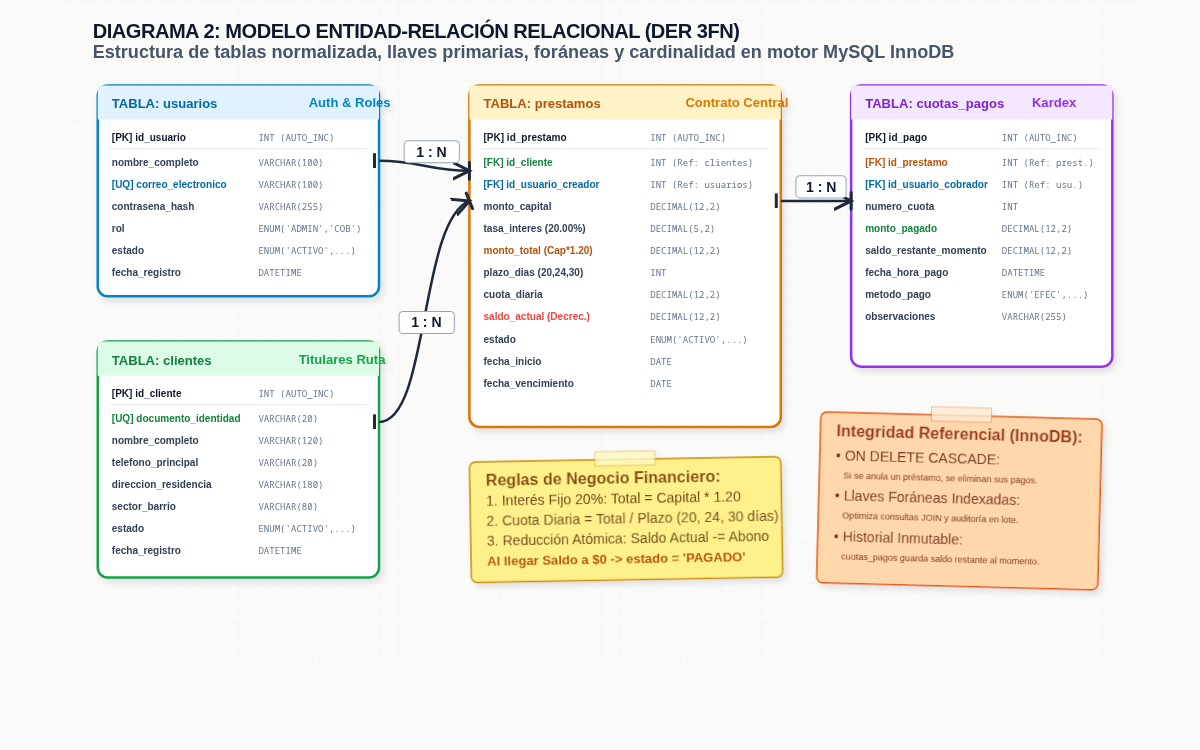 DIAGRAMA 2: MODELO ENTIDAD-RELACIÓN RELACIONAL (DER 3FN)
Estructura de tablas normalizada, llaves primarias, foráneas y cardinalidad en motor MySQL InnoDB
TABLA: usuarios Auth & Roles
[PK] id_usuario INT (AUTO_INC)
nombre_completo VARCHAR(100)
[UQ] correo_electronico VARCHAR(100)
contrasena_hash VARCHAR(255)
rol ENUM('ADMIN','COB')
estado ENUM('ACTIVO',...)
fecha_registro DATETIME
1 : N
1 : N
TABLA: clientes Titulares Ruta
[PK] id_cliente INT (AUTO_INC)
[UQ] documento_identidad VARCHAR(20)
nombre_completo VARCHAR(120)
telefono_principal VARCHAR(20)
direccion_residencia VARCHAR(180)
sector_barrio VARCHAR(80)
estado ENUM('ACTIVO',...)
fecha_registro DATETIME
TABLA: prestamos Contrato Central
[PK] id_prestamo INT (AUTO_INC)
[FK] id_cliente INT (Ref: clientes)
[FK] id_usuario_creador INT (Ref: usuarios)
monto_capital DECIMAL(12,2)
tasa_interes (20.00%) DECIMAL(5,2)
monto_total (Cap*1.20) DECIMAL(12,2)
plazo_dias (20,24,30) INT
cuota_diaria DECIMAL(12,2)
saldo_actual (Decrec.) DECIMAL(12,2)
estado ENUM('ACTIVO',...)
fecha_inicio DATE
fecha_vencimiento DATE
1 : N
TABLA: cuotas_pagos Kardex
[PK] id_pago INT (AUTO_INC)
[FK] id_prestamo INT (Ref: prest.)
[FK] id_usuario_cobrador INT (Ref: usu.)
numero_cuota INT
monto_pagado DECIMAL(12,2)
saldo_restante_momento DECIMAL(12,2)
fecha_hora_pago DATETIME
metodo_pago ENUM('EFEC',...)
observaciones VARCHAR(255)
Reglas de Negocio Financiero:
1. Interés Fijo 20%: Total = Capital * 1.20
2. Cuota Diaria = Total / Plazo (20, 24, 30 días)
3. Reducción Atómica: Saldo Actual -= Abono
Al llegar Saldo a $0 -> estado = 'PAGADO'
Integridad Referencial (InnoDB):
• ON DELETE CASCADE:
Si se anula un préstamo, se eliminan sus pagos.
• Llaves Foráneas Indexadas:
Optimiza consultas JOIN y auditoría en lote.
• Historial Inmutable:
cuotas_pagos guarda saldo restante al momento.